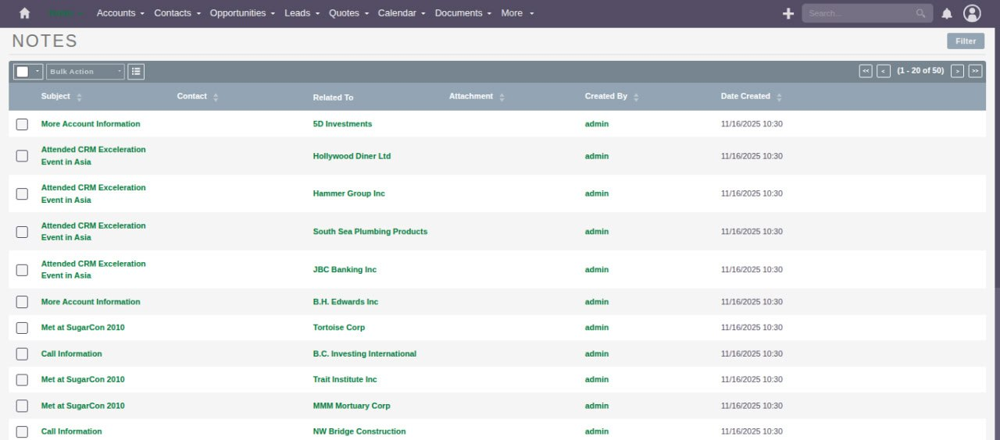 Notes
Accounts
Contacts
Opportunities
Leads
Quotes
Calendar
Documents
More
Search...
NOTES
Filter
Bulk Action
<<
<
(1 - 20 of 50)
>
>>
Subject Contact Related To Attachment Created By Date Created
More Account Information 5D Investments admin 11/16/2025 10:30
Attended CRM Exceleration
Event in Asia
Hollywood Diner Ltd admin 11/16/2025 10:30
Attended CRM Exceleration
Event in Asia
Hammer Group Inc admin 11/16/2025 10:30
Attended CRM Exceleration
Event in Asia
South Sea Plumbing Products admin 11/16/2025 10:30
Attended CRM Exceleration
Event in Asia
JBC Banking Inc admin 11/16/2025 10:30
More Account Information B.H. Edwards Inc admin 11/16/2025 10:30
Met at SugarCon 2010 Tortoise Corp admin 11/16/2025 10:30
Call Information B.C. Investing International admin 11/16/2025 10:30
Met at SugarCon 2010 Trait Institute Inc admin 11/16/2025 10:30
Met at SugarCon 2010 MMM Mortuary Corp admin 11/16/2025 10:30
Call Information NW Bridge Construction admin 11/16/2025 10:30